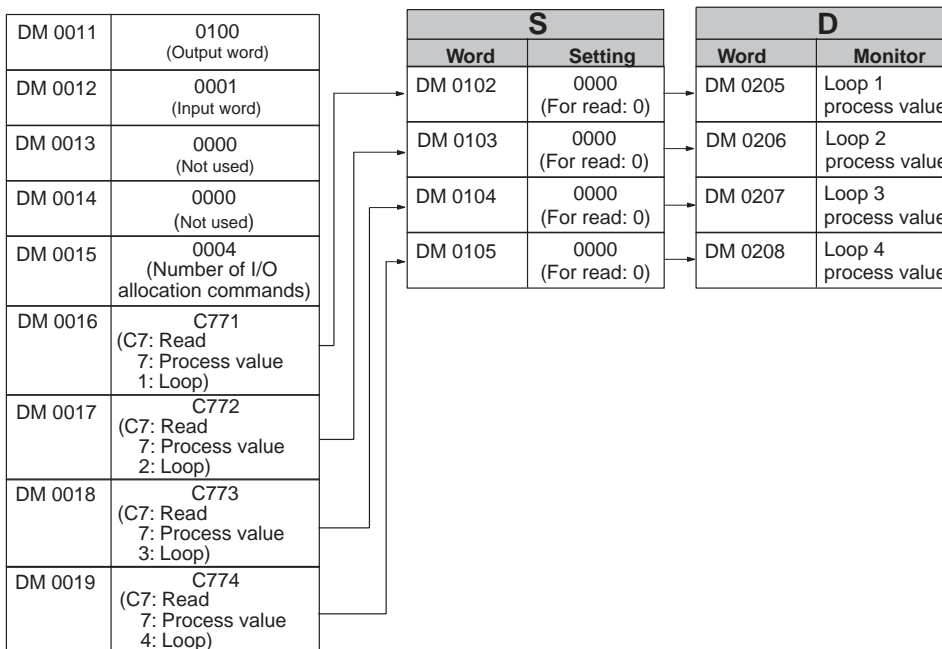 DM 0011 0100
(Output word)
DM 0012 0001
(Input word)
DM 0013 0000
(Not used)
DM 0014 0000
(Not used)
DM 0015 0004
(Number of I/O
allocation commands)
DM 0016 C771
(C7: Read
7: Process value
1: Loop)
DM 0017 C772
(C7: Read
7: Process value
2: Loop)
DM 0018 C773
(C7: Read
7: Process value
3: Loop)
DM 0019 C774
(C7: Read
7: Process value
4: Loop)
S
Word Setting
DM 0102 0000
(For read: 0)
DM 0103 0000
(For read: 0)
DM 0104 0000
(For read: 0)
DM 0105 0000
(For read: 0)
D
Word Monitor
DM 0205 Loop 1
process value
DM 0206 Loop 2
process value
DM 0207 Loop 3
process value
DM 0208 Loop 4
process value